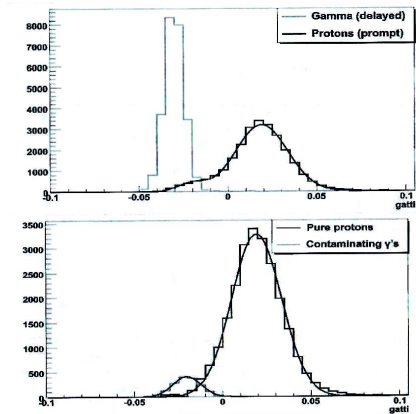 Gamma (delayed)
Protons (prompt)
8000
7000
6000
5000
4000
3000
2000
1000
0
-0.1 -0.05 0 0.05 0.1
gatti
Pure protons
Contaminating γ's
3500
3000
2500
2000
1500
1000
500
0
-0.1 -0.05 0 0.05 0.1
gatti